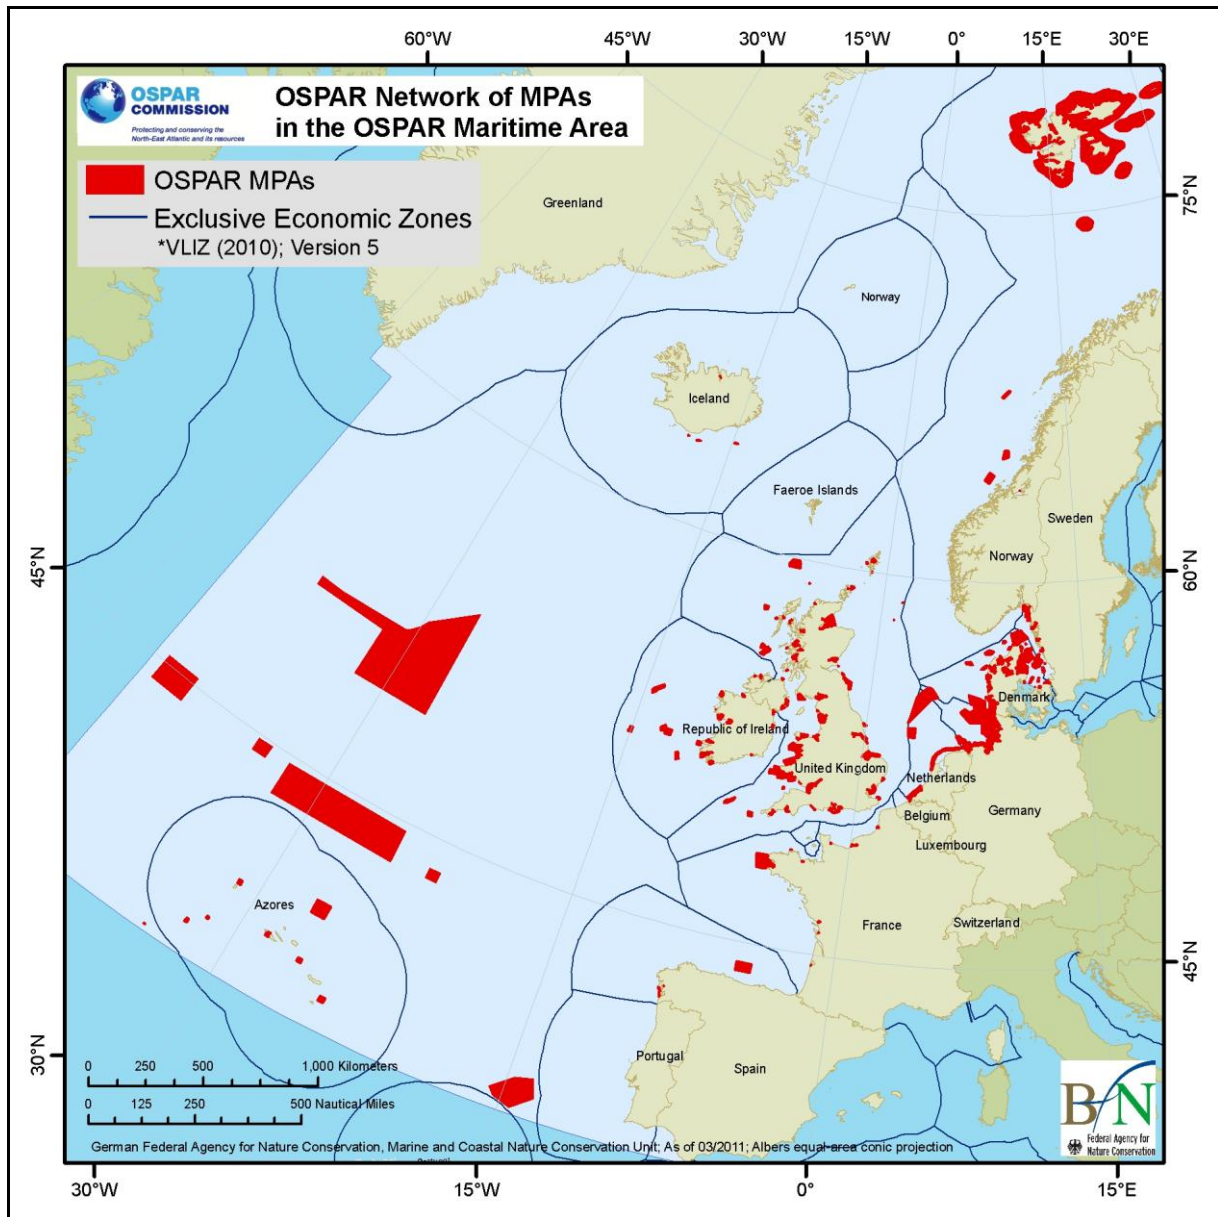 60°W 45°W 30°W 15°W 0° 15°E 30°E
OSPAR
COMMISSION
Protecting and conserving the
North-East Atlantic and its resources
OSPAR Network of MPAs
in the OSPAR Maritime Area
OSPAR MPAs
Exclusive Economic Zones
*VLIZ (2010); Version 5
Greenland
75°N
Norway
Iceland
Faeroe Islands
Sweden
Norway
45°N
60°N
Denmark
Republic of Ireland
United Kingdom
Netherlands
Germany
Belgium
Luxembourg
Azores
France
Switzerland
45°N
30°N
Portugal
Spain
0 250 500 1,000 Kilometers
0 125 250 500 Nautical Miles
BfN
Federal Agency for
Nature Conservation
German Federal Agency for Nature Conservation, Marine and Coastal Nature Conservation Unit; As of 03/2011; Albers equal-area conic projection
30°W 15°W 0° 15°E